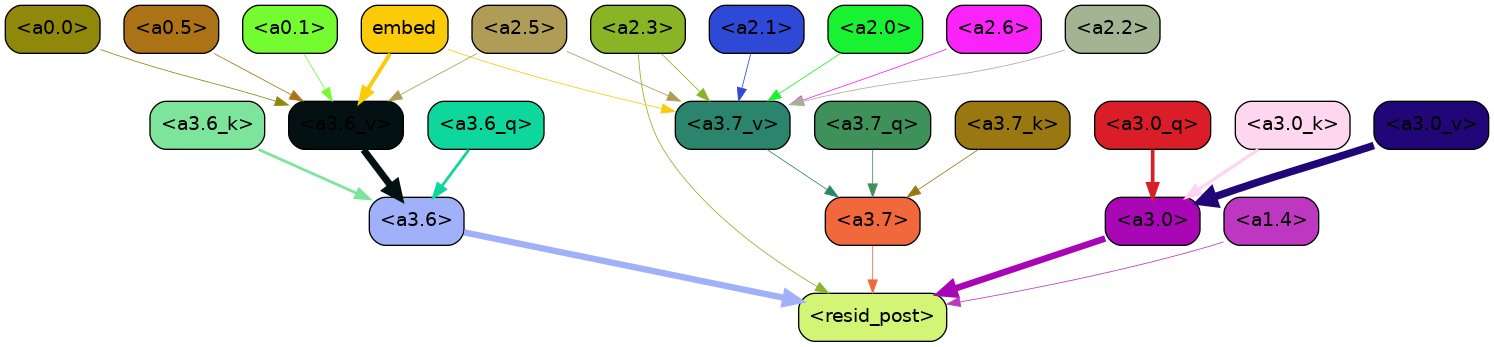 <a0.0> <a0.5> <a0.1> embed <a2.5> <a2.3> <a2.1> <a2.0> <a2.6> <a2.2>
<a3.6_k> <a3.6_v> <a3.6_q> <a3.7_v> <a3.7_q> <a3.7_k> <a3.0_q> <a3.0_k> <a3.0_v>
<a3.6> <a3.7> <a3.0> <a1.4>
<resid_post>